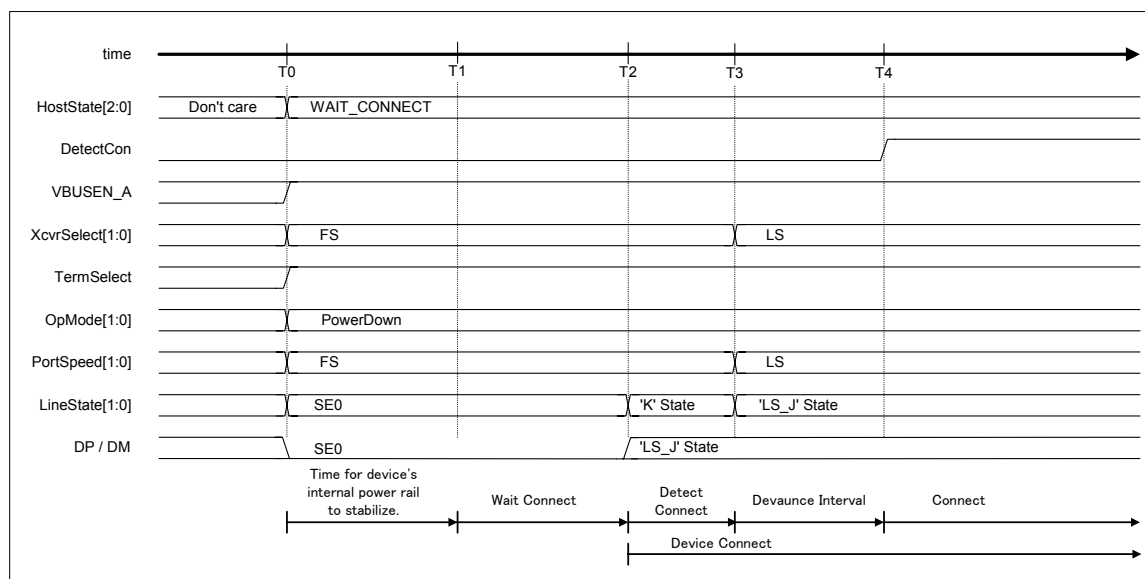 time
T0 T1 T2 T3 T4
HostState[2:0] Don't care WAIT_CONNECT
DetectCon
VBUSEN_A
XcvrSelect[1:0] FS LS
TermSelect
OpMode[1:0] PowerDown
PortSpeed[1:0] FS LS
LineState[1:0] SE0 'K' State 'LS_J' State
DP / DM SE0 'LS_J' State
Time for device's
internal power rail
to stabilize.
Wait Connect
Detect
Connect
Devaunce Interval
Connect
Device Connect